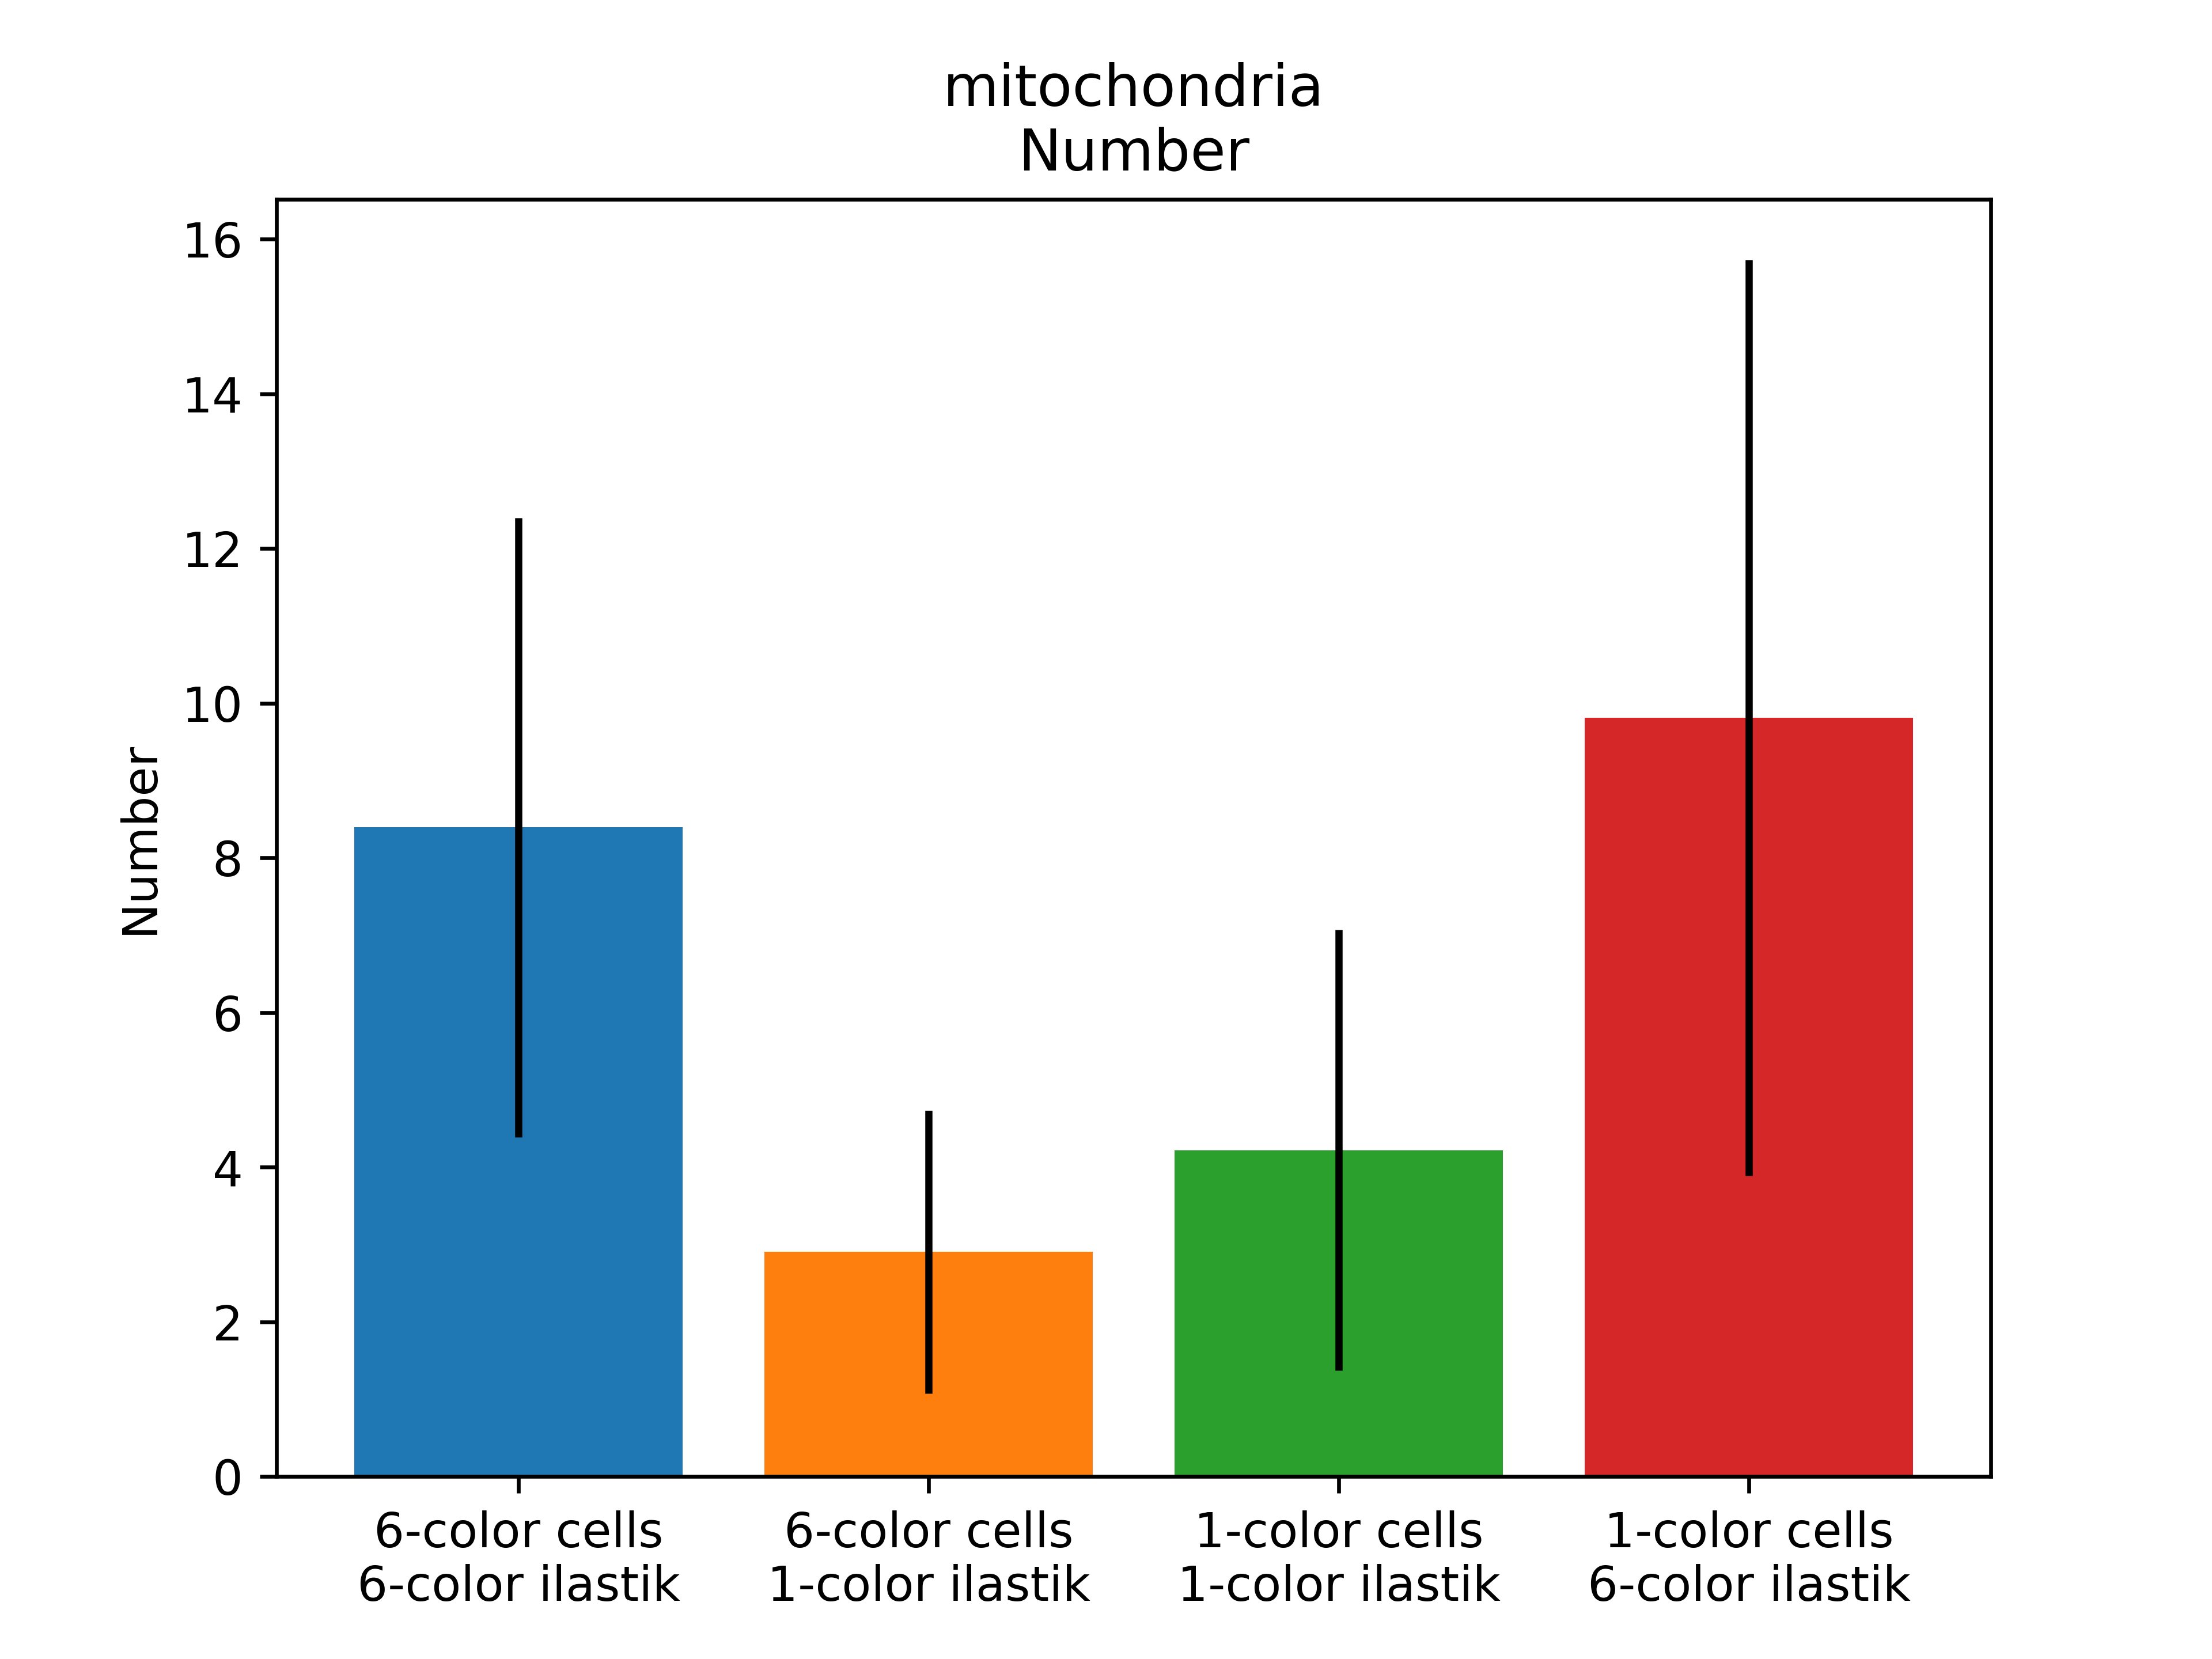 mitochondria
Number
16
14
12
10
8
6
4
2
0
Number
6-color cells
6-color ilastik
6-color cells
1-color ilastik
1-color cells
1-color ilastik
1-color cells
6-color ilastik